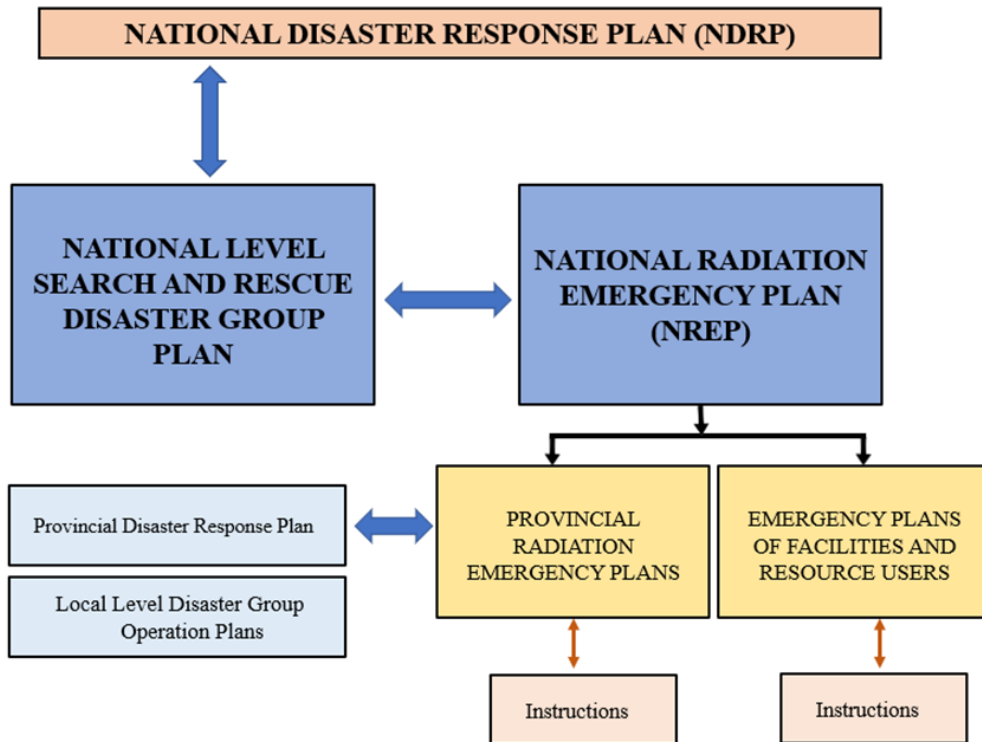 NATIONAL DISASTER RESPONSE PLAN (NDRP)
NATIONAL LEVEL
SEARCH AND RESCUE
DISASTER GROUP
PLAN
NATIONAL RADIATION
EMERGENCY PLAN
(NREP)
Provincial Disaster Response Plan
Local Level Disaster Group
Operation Plans
PROVINCIAL
RADIATION
EMERGENCY PLANS
EMERGENCY PLANS
OF FACILITIES AND
RESOURCE USERS
Instructions
Instructions